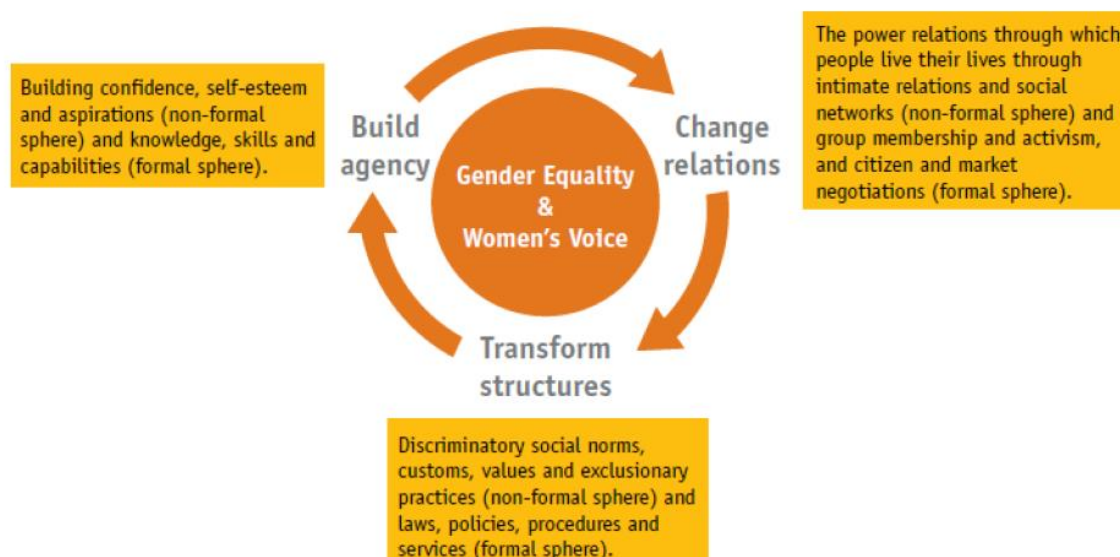 Building confidence, self-esteem
and aspirations (non-formal
sphere) and knowledge, skills and
capabilities (formal sphere).
Build
agency
Gender Equality
&
Women's Voice
Change
relations
The power relations through which
people live their lives through
intimate relations and social
networks (non-formal sphere) and
group membership and activism,
and citizen and market
negotiations (formal sphere).
Transform
structures
Discriminatory social norms,
customs, values and exclusionary
practices (non-formal sphere) and
laws, policies, procedures and
services (formal sphere).